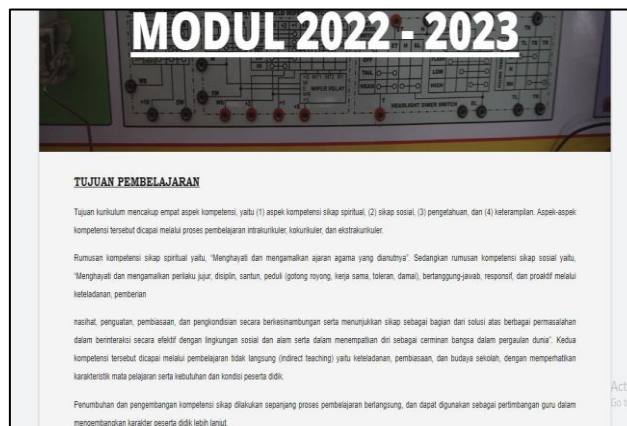 MODUL 2022 - 2023
WIPER RELAY
HEADLIGHT DIMER SWITCH
TUJUAN PEMBELAJARAN
Tujuan kurikulum mencakup empat aspek kompetensi, yaitu (1) aspek kompetensi sikap spiritual, (2) sikap sosial, (3) pengetahuan, dan (4) keterampilan. Aspek-aspek
kompetensi tersebut dicapai melalui proses pembelajaran intrakurikuler, kokurikuler, dan ekstrakurikuler.
Rumusan kompetensi sikap spiritual yaitu, "Menghayati dan mengamalkan ajaran agama yang dianutnya". Sedangkan rumusan kompetensi sikap sosial yaitu,
"Menghayati dan mengamalkan perilaku jujur, disiplin, santun, peduli (gotong royong, kerja sama, toleran, damai), bertanggung-jawab, responsif, dan proaktif melalui
keteladanan, pemberian
nasihat, penguatan, pembiasaan, dan pengkondisian secara berkesinambungan serta menunjukkan sikap sebagai bagian dari solusi atas berbagai permasalahan
dalam berinteraksi secara efektif dengan lingkungan sosial dan alam serta dalam menempatkan diri sebagai cerminan bangsa dalam pergaulan dunia". Kedua
kompetensi tersebut dicapai melalui pembelajaran tidak langsung (indirect teaching) yaitu keteladanan, pembiasaan, dan budaya sekolah, dengan memperhatikan
karakteristik mata pelajaran serta kebutuhan dan kondisi peserta didik.
Penumbuhan dan pengembangan kompetensi sikap dilakukan sepanjang proses pembelajaran berlangsung, dan dapat digunakan sebagai pertimbangan guru dalam
mengembangkan karakter peserta didik lebih lanjut.
Act
Go t